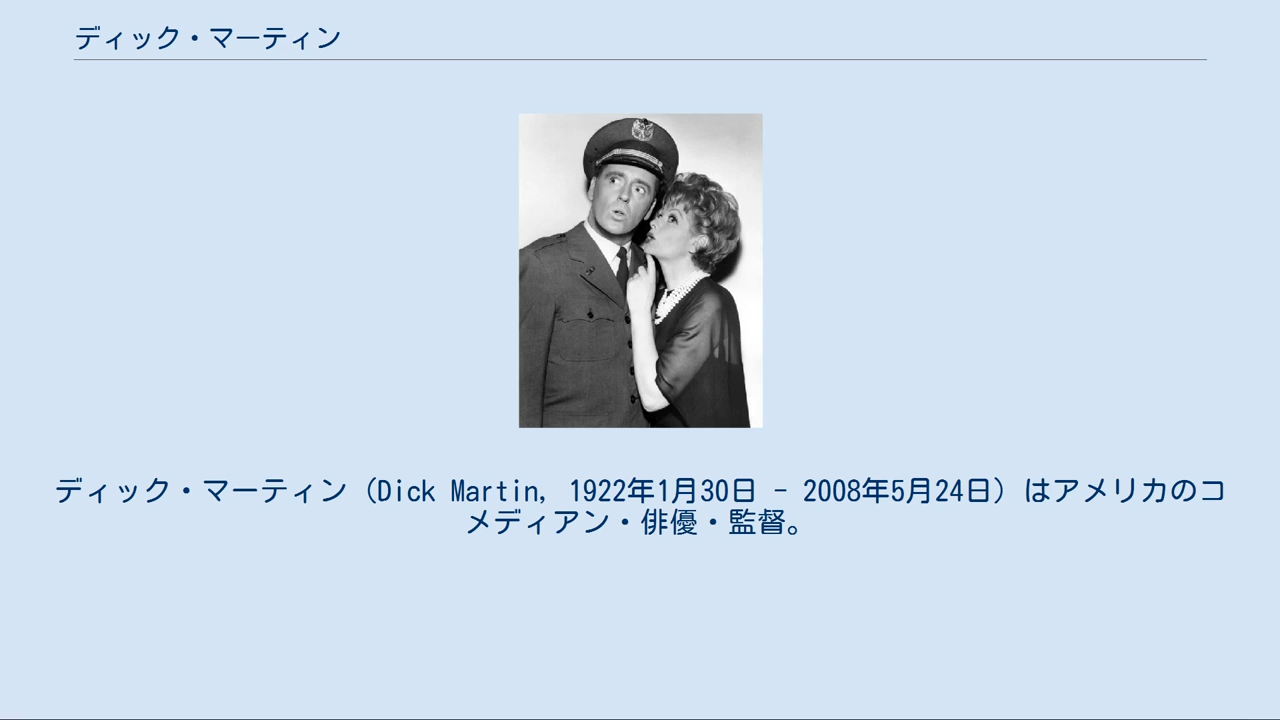 ディック・マーティン
ディック・マーティン（Dick Martin, 1922年1月30日 - 2008年5月24日）はアメリカのコ
メディアン・俳優・監督。